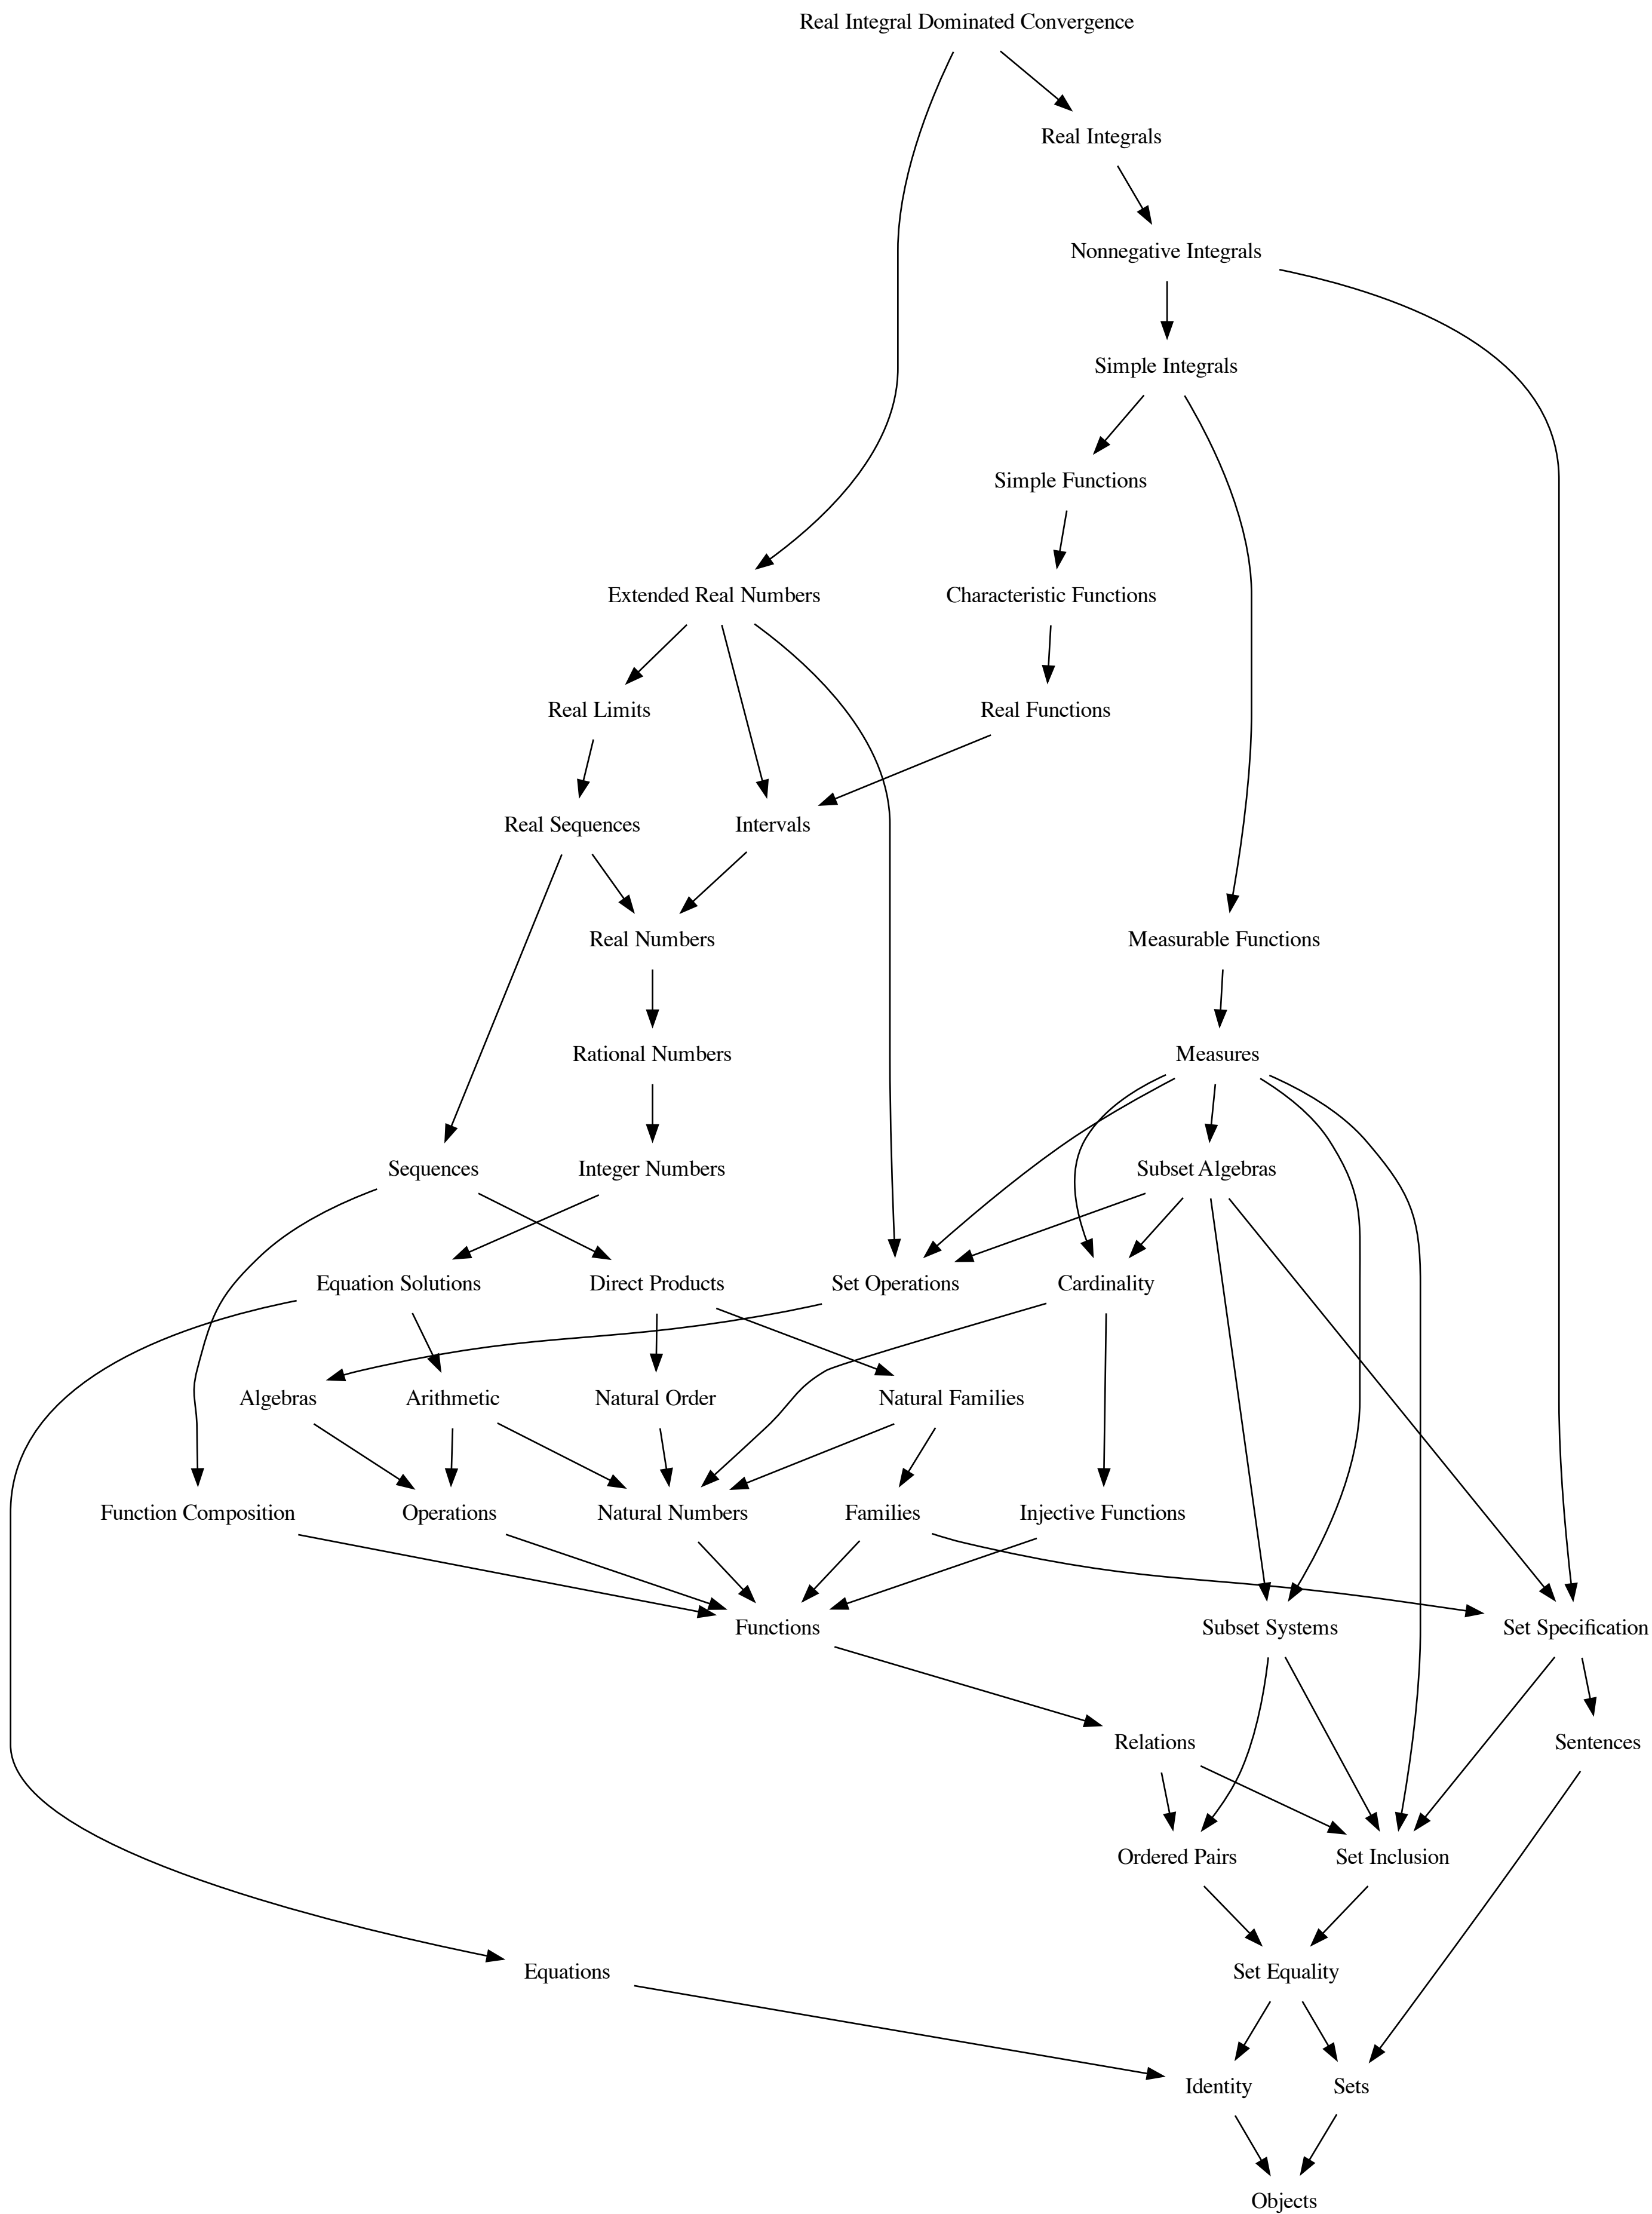 Real Integral Dominated Convergence
Real Integrals
Nonnegative Integrals
Simple Integrals
Simple Functions
Extended Real Numbers
Characteristic Functions
Real Limits
Real Functions
Real Sequences
Intervals
Real Numbers
Measurable Functions
Rational Numbers
Measures
Sequences
Integer Numbers
Subset Algebras
Equation Solutions
Direct Products
Set Operations
Cardinality
Algebras
Arithmetic
Natural Order
Natural Families
Function Composition
Operations
Natural Numbers
Families
Injective Functions
Functions
Subset Systems
Set Specification
Relations
Sentences
Ordered Pairs
Set Inclusion
Equations
Set Equality
Identity
Sets
Objects